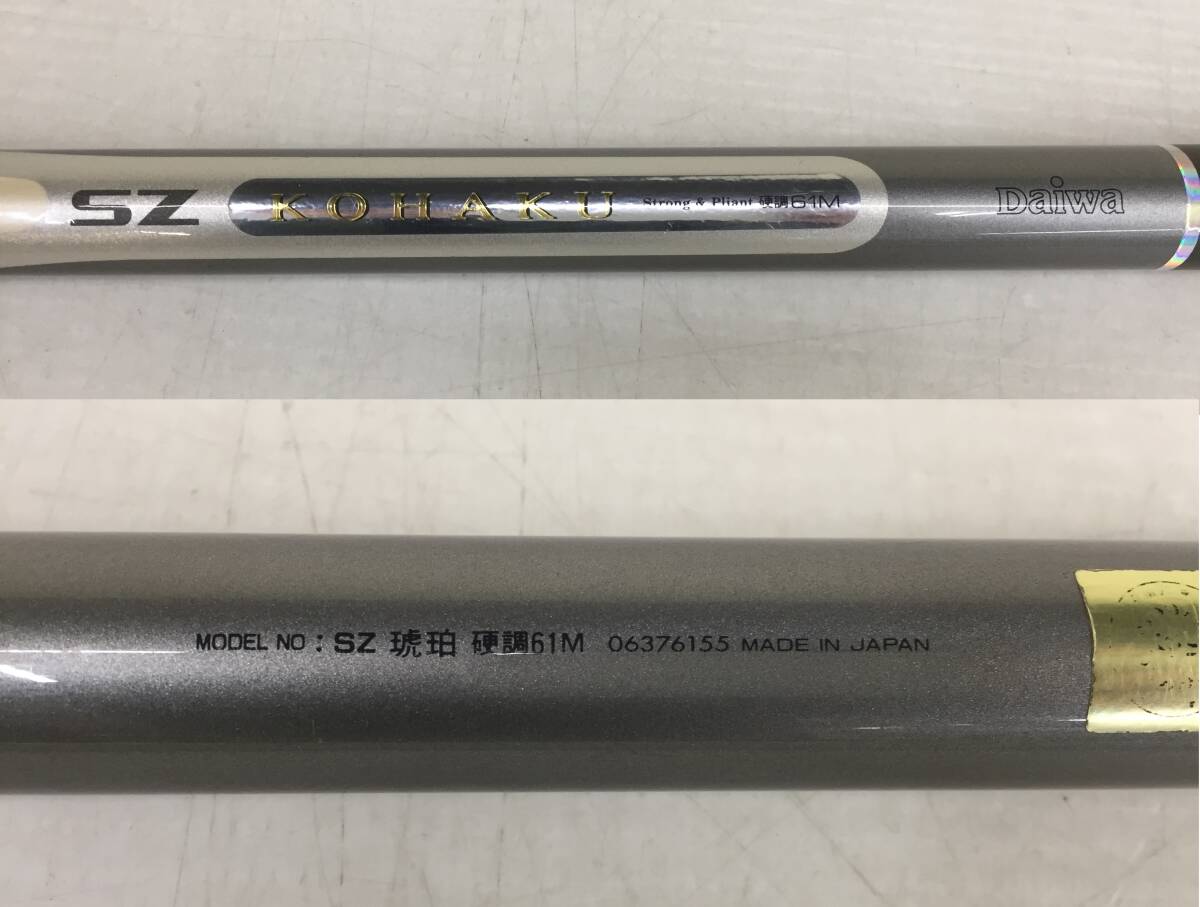 SZ KOHAKU Strong & Pliant 硬調61M Daiwa
MODEL NO : SZ 琥珀 硬調61M 06376155 MADE IN JAPAN